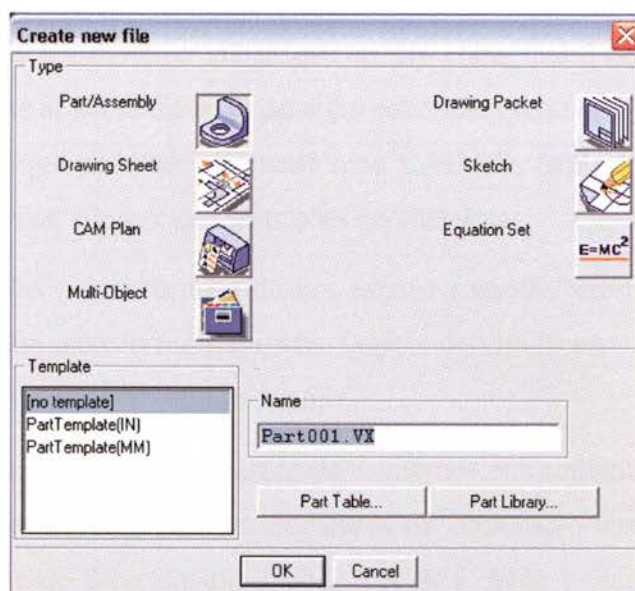 Create new file
Type
Part/Assembly
Drawing Packet
Drawing Sheet
Sketch
CAM Plan
Equation Set
E=MC²
Multi-Object
Template
[no template]
PartTemplate(IN)
PartTemplate(MM)
Name
Part001.VX
Part Table...
Part Library...
OK
Cancel